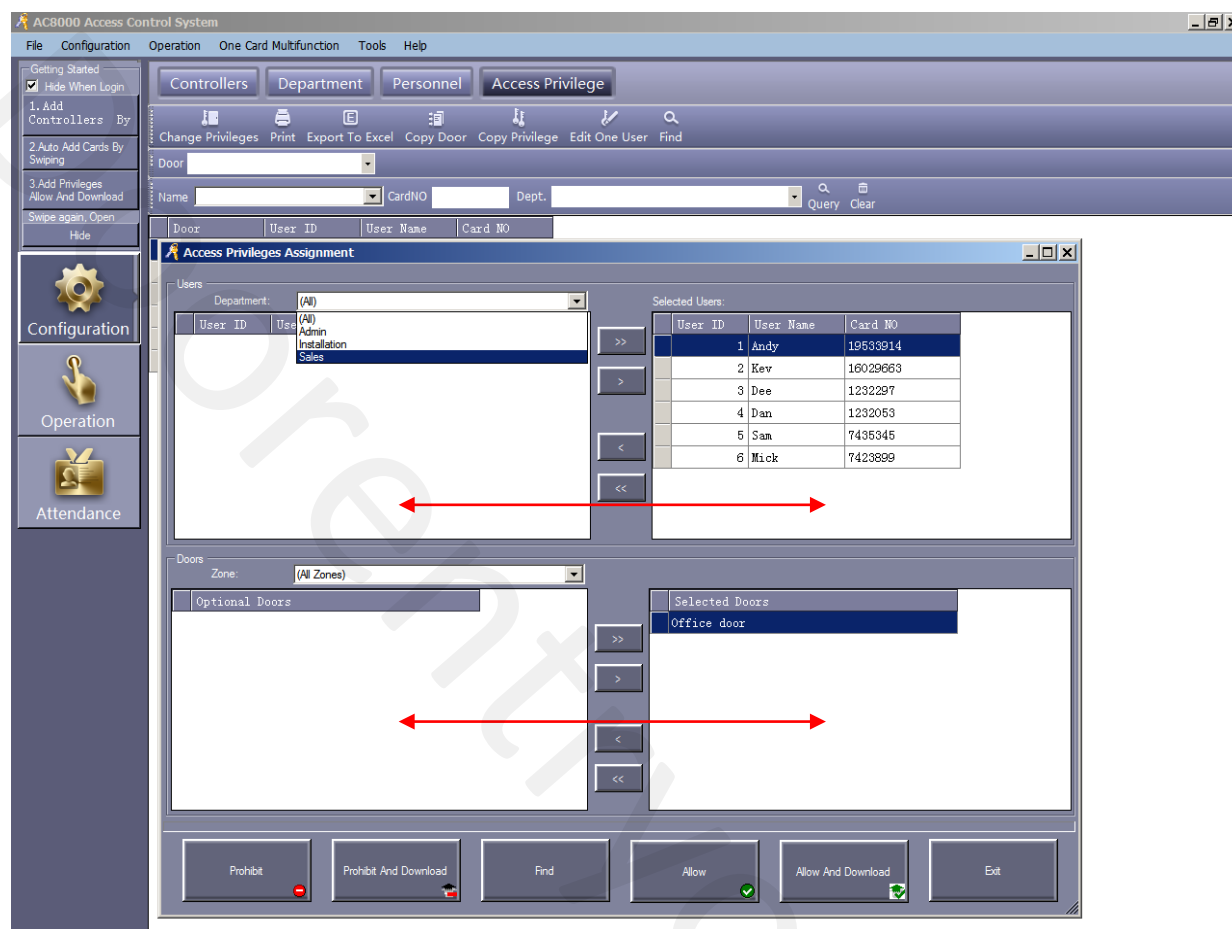 AC8000 Access Control System
File Configuration Operation One Card Multifunction Tools Help
Getting Started
Hide When Login
1.Add
Controllers By
2.Auto Add Cards By
Swiping
3.Add Privileges
Allow And Download
Swipe again, Open
Hide
Configuration
Operation
Attendance
Controllers Department Personnel Access Privilege
Change Privileges Print Export To Excel Copy Door Copy Privilege Edit One User Find
Door
Name CardNO Dept. Query Clear
Door User ID User Name Card NO
Access Privileges Assignment
Users
Department: (All)
User ID Use
(All)
Admin
Installation
Sales
>>
>
<
<<
Selected Users:
User ID User Name Card NO
1 Andy 19533914
2 Kev 16029663
3 Dee 1232297
4 Dan 1232053
5 Sam 7435345
6 Mick 7423899
Doors
Zone: (All Zones)
Optional Doors
>>
>
<
<<
Selected Doors
Office door
Prohibit Prohibit And Download Find Allow Allow And Download Exit